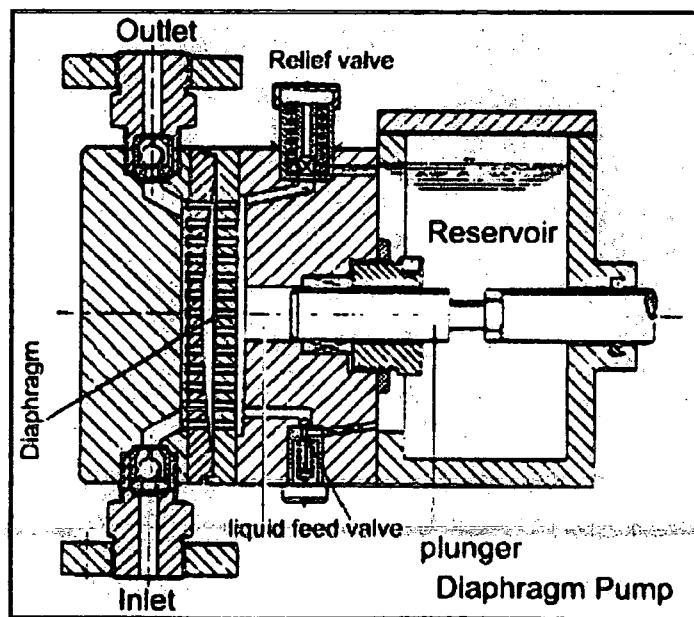 Outlet
Relief valve
Reservoir
Diaphragm
liquid feed valve
plunger
Inlet
Diaphragm Pump